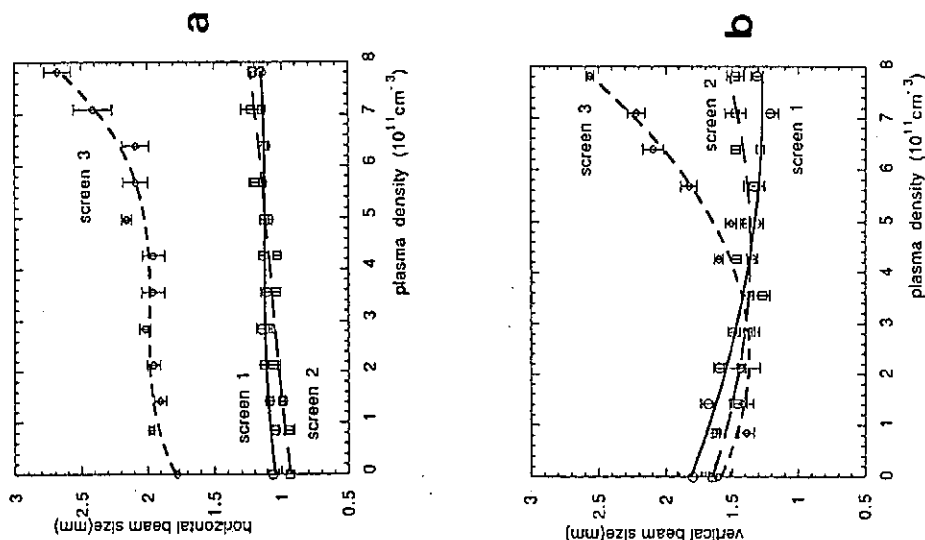 a
3
2.5
2
1.5
1
0.5
horizontal beam size(mm)
screen 3
screen 1
screen 2
0 1 2 3 4 5 6 7 8
plasma density (10¹¹cm⁻³)
b
3
2.5
2
1.5
1
0.5
vertical beam size(mm)
screen 3
screen 2
screen 1
0 1 2 3 4 5 6 7 8
plasma density (10¹¹cm⁻³)